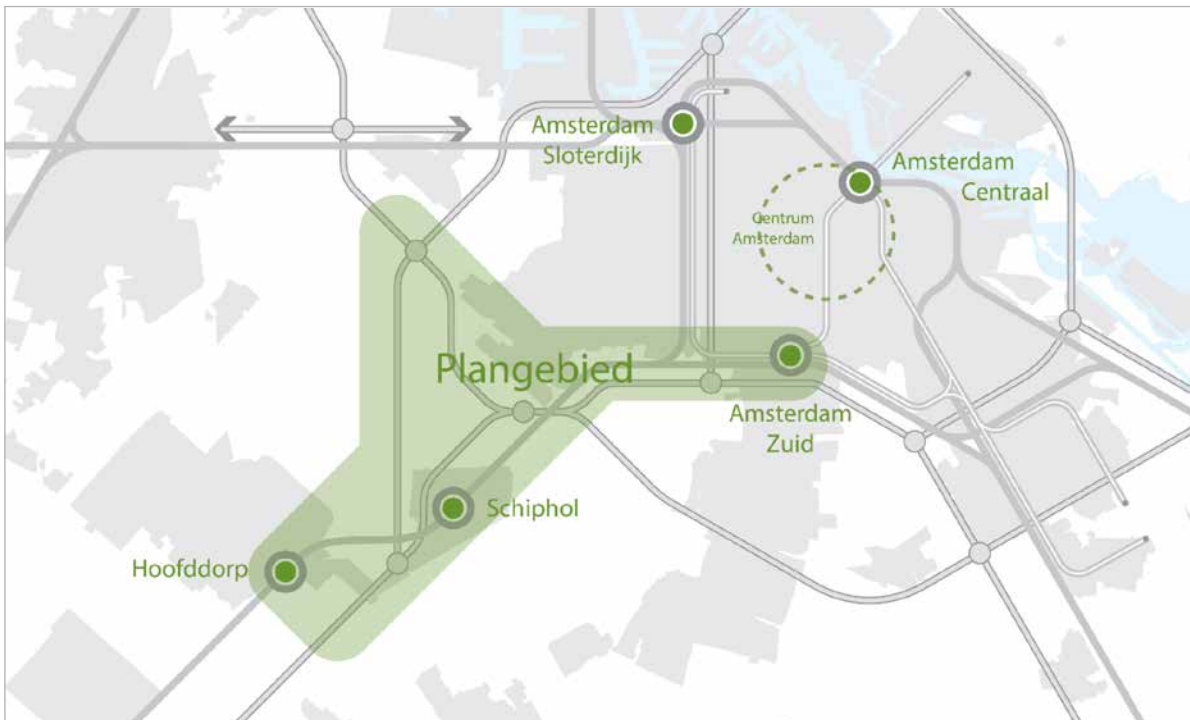 Amsterdam
Sloterdijk
Amsterdam
Centraal
Centrum
Amsterdam
Plangebied
Amsterdam
Zuid
Schiphol
Hoofddorp